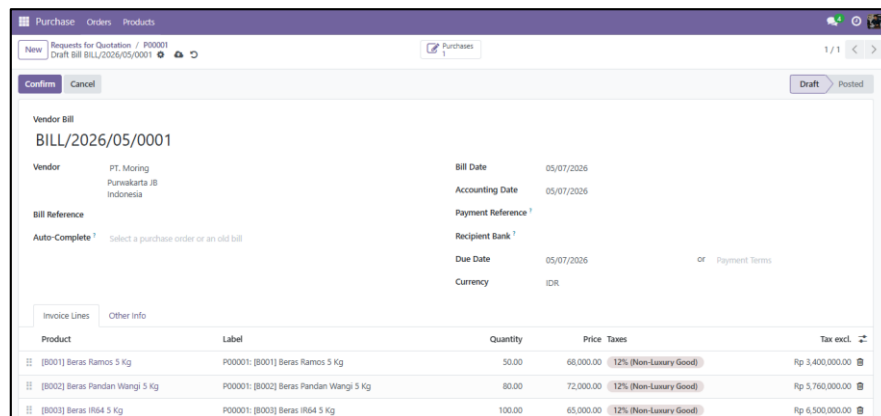 Purchase Orders Products 4
New Requests for Quotation / P00001 Purchases 1 / 1
Draft Bill BILL/2026/05/0001 1
Confirm Cancel Draft Posted
Vendor Bill
BILL/2026/05/0001
Vendor PT. Moring Bill Date 05/07/2026
Purwakarta JB
Indonesia Accounting Date 05/07/2026
Bill Reference Payment Reference ?
Auto-Complete ? Select a purchase order or an old bill Recipient Bank ?
Due Date 05/07/2026 or Payment Terms
Currency IDR
Invoice Lines Other Info
Product Label Quantity Price Taxes Tax excl.
[B001] Beras Ramos 5 Kg P00001: [B001] Beras Ramos 5 Kg 50.00 68,000.00 12% (Non-Luxury Good) Rp 3,400,000.00
[B002] Beras Pandan Wangi 5 Kg P00001: [B002] Beras Pandan Wangi 5 Kg 80.00 72,000.00 12% (Non-Luxury Good) Rp 5,760,000.00
[B003] Beras IR64 5 Kg P00001: [B003] Beras IR64 5 Kg 100.00 65,000.00 12% (Non-Luxury Good) Rp 6,500,000.00